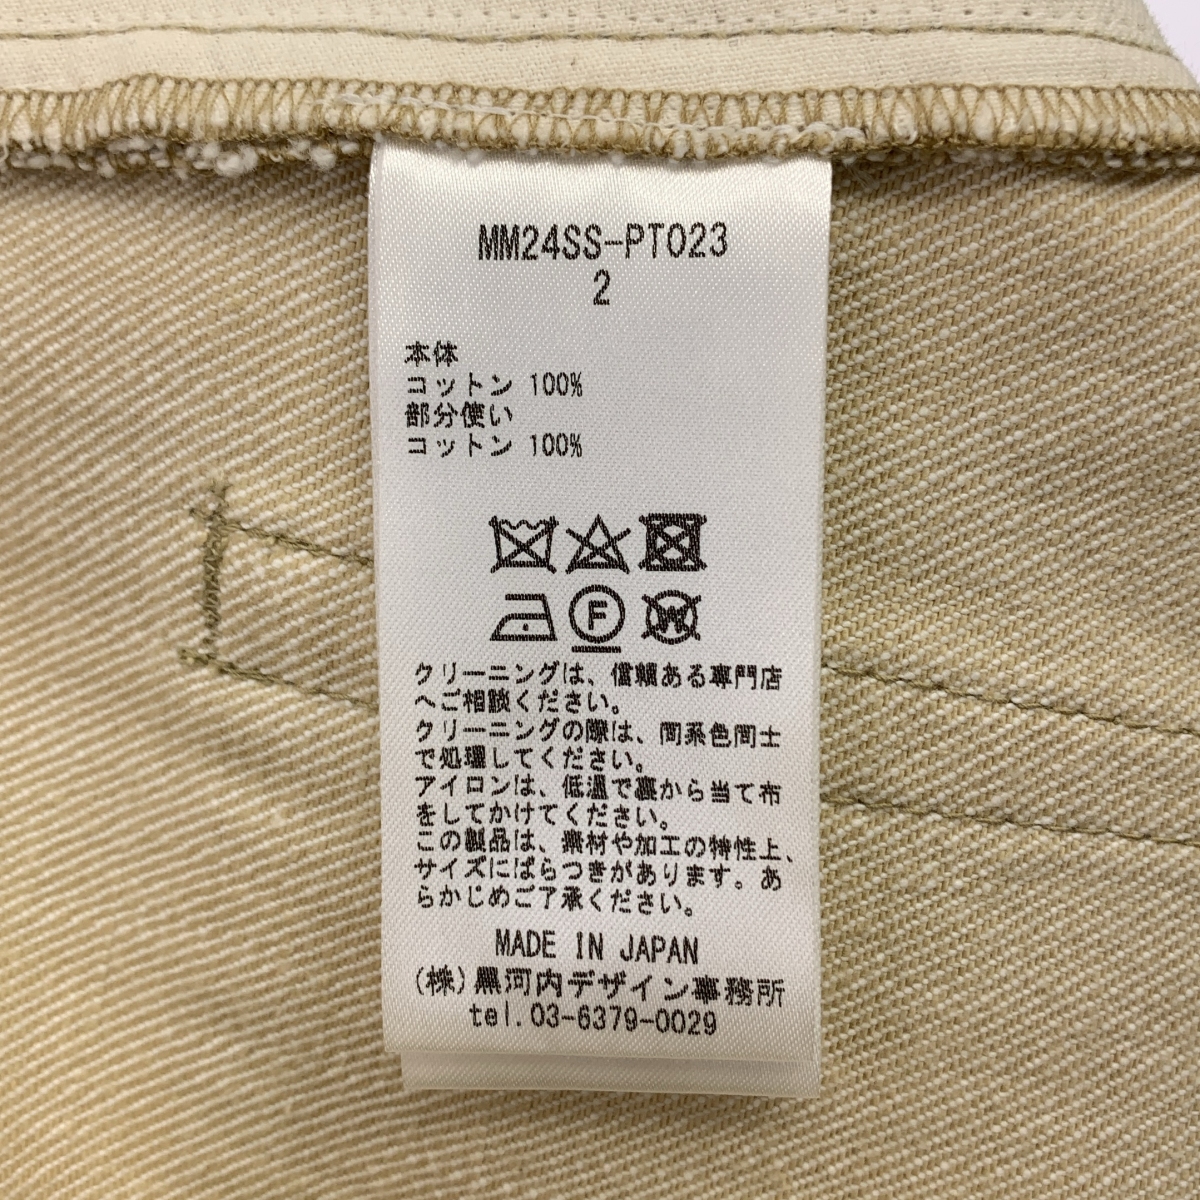 MM24SS-PT023
2
本体
コットン 100%
部分使い
コットン 100%
F
W
クリーニングは、信頼ある専門店
へご相談ください。
クリーニングの際は、同系色同士
で処理してください。
アイロンは、低温で裏から当て布
をしてかけてください。
この製品は、素材や加工の特性上、
サイズにばらつきがあります。あ
らかじめご了承ください。
MADE IN JAPAN
(株)黒河内デザイン事務所
tel.03-6379-0029